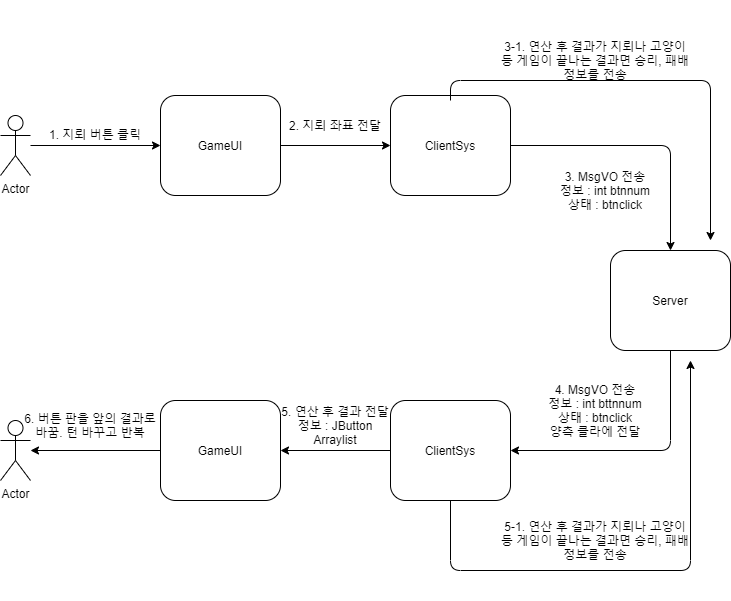 3-1. 연산 후 결과가 지뢰나 고양이
등 게임이 끝나는 결과면 승리, 패배
정보를 전송
1. 지뢰 버튼 클릭
GameUI
2. 지뢰 좌표 전달
ClientSys
Actor
3. MsgVO 전송
정보 : int btnnum
상태 : btnclick
Server
4. MsgVO 전송
정보 : int bttnnum
상태 : btnclick
양측 클라에 전달
6. 버튼 판을 앞의 결과로
바꿈. 턴 바꾸고 반복
GameUI
5. 연산 후 결과 전달
정보 : JButton
Arraylist
ClientSys
Actor
5-1. 연산 후 결과가 지뢰나 고양이
등 게임이 끝나는 결과면 승리, 패배
정보를 전송